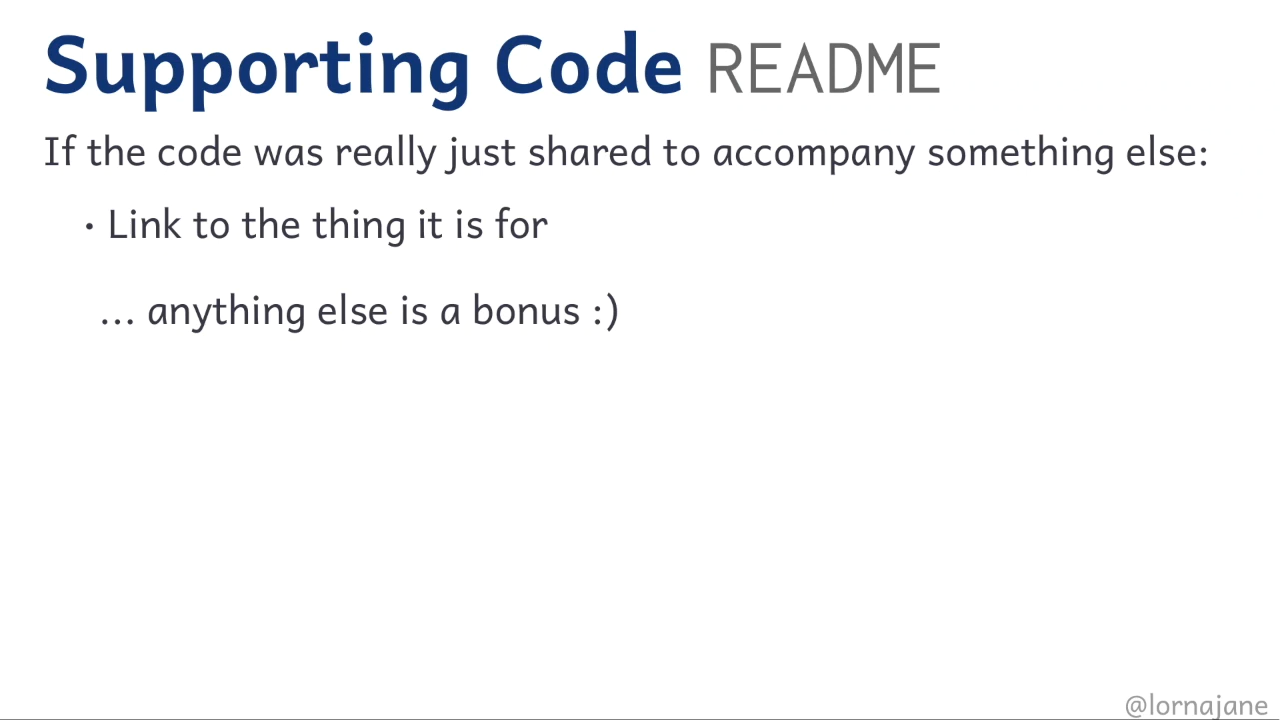 Supporting Code README
If the code was really just shared to accompany something else:
• Link to the thing it is for
... anything else is a bonus :)
@lornajane